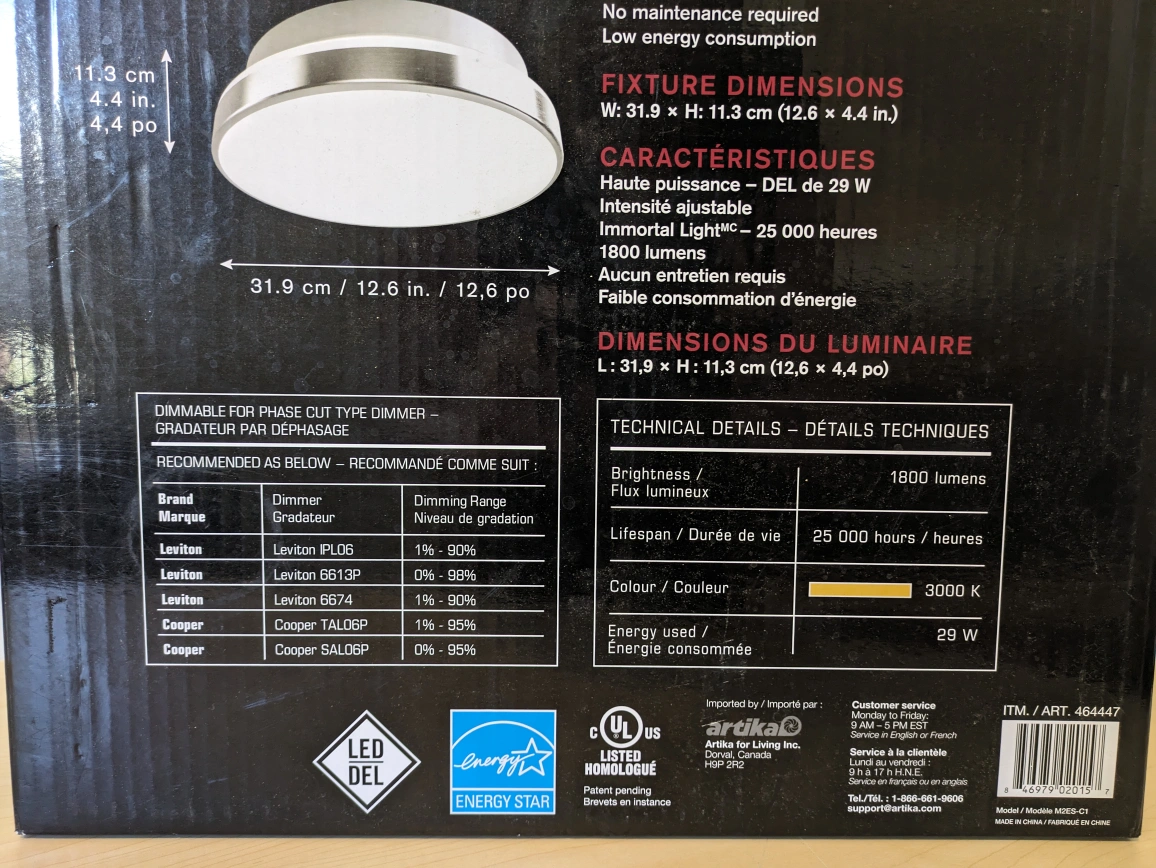 No maintenance required
Low energy consumption
11.3 cm
4.4 in.
4,4 po
31.9 cm / 12.6 in. / 12,6 po
FIXTURE DIMENSIONS
W: 31.9 × H: 11.3 cm (12.6 × 4.4 in.)
CARACTÉRISTIQUES
Haute puissance – DEL de 29 W
Intensité ajustable
Immortal Lightᴹᶜ – 25 000 heures
1800 lumens
Aucun entretien requis
Faible consommation d'énergie
DIMENSIONS DU LUMINAIRE
L : 31,9 × H : 11,3 cm (12,6 × 4,4 po)
DIMMABLE FOR PHASE CUT TYPE DIMMER –
GRADATEUR PAR DÉPHASAGE
RECOMMENDED AS BELOW – RECOMMANDÉ COMME SUIT :
Brand Dimmer Dimming Range
Marque Gradateur Niveau de gradation
Leviton Leviton IPL06 1% - 90%
Leviton Leviton 6613P 0% - 98%
Leviton Leviton 6674 1% - 90%
Cooper Cooper TAL06P 1% - 95%
Cooper Cooper SAL06P 0% - 95%
TECHNICAL DETAILS – DÉTAILS TECHNIQUES
Brightness / 1800 lumens
Flux lumineux
Lifespan / Durée de vie 25 000 hours / heures
Colour / Couleur 3000 K
Energy used / 29 W
Énergie consommée
LED
DEL
energy
ENERGY STAR
C UL US
LISTED
HOMOLOGUÉ
Patent pending
Brevets en instance
Imported by / Importé par :
artika
Artika for Living Inc.
Dorval, Canada
H9P 2R2
Customer service
Monday to Friday:
9 AM – 5 PM EST
Service in English or French
Service à la clientèle
Lundi au vendredi :
9 h à 17 h H.N.E.
Service en français ou en anglais
Tel./Tél. : 1-866-661-9606
support@artika.com
ITM. / ART. 464447
8 46979 02015 7
Model / Modèle M2ES-C1
MADE IN CHINA / FABRIQUÉ EN CHINE